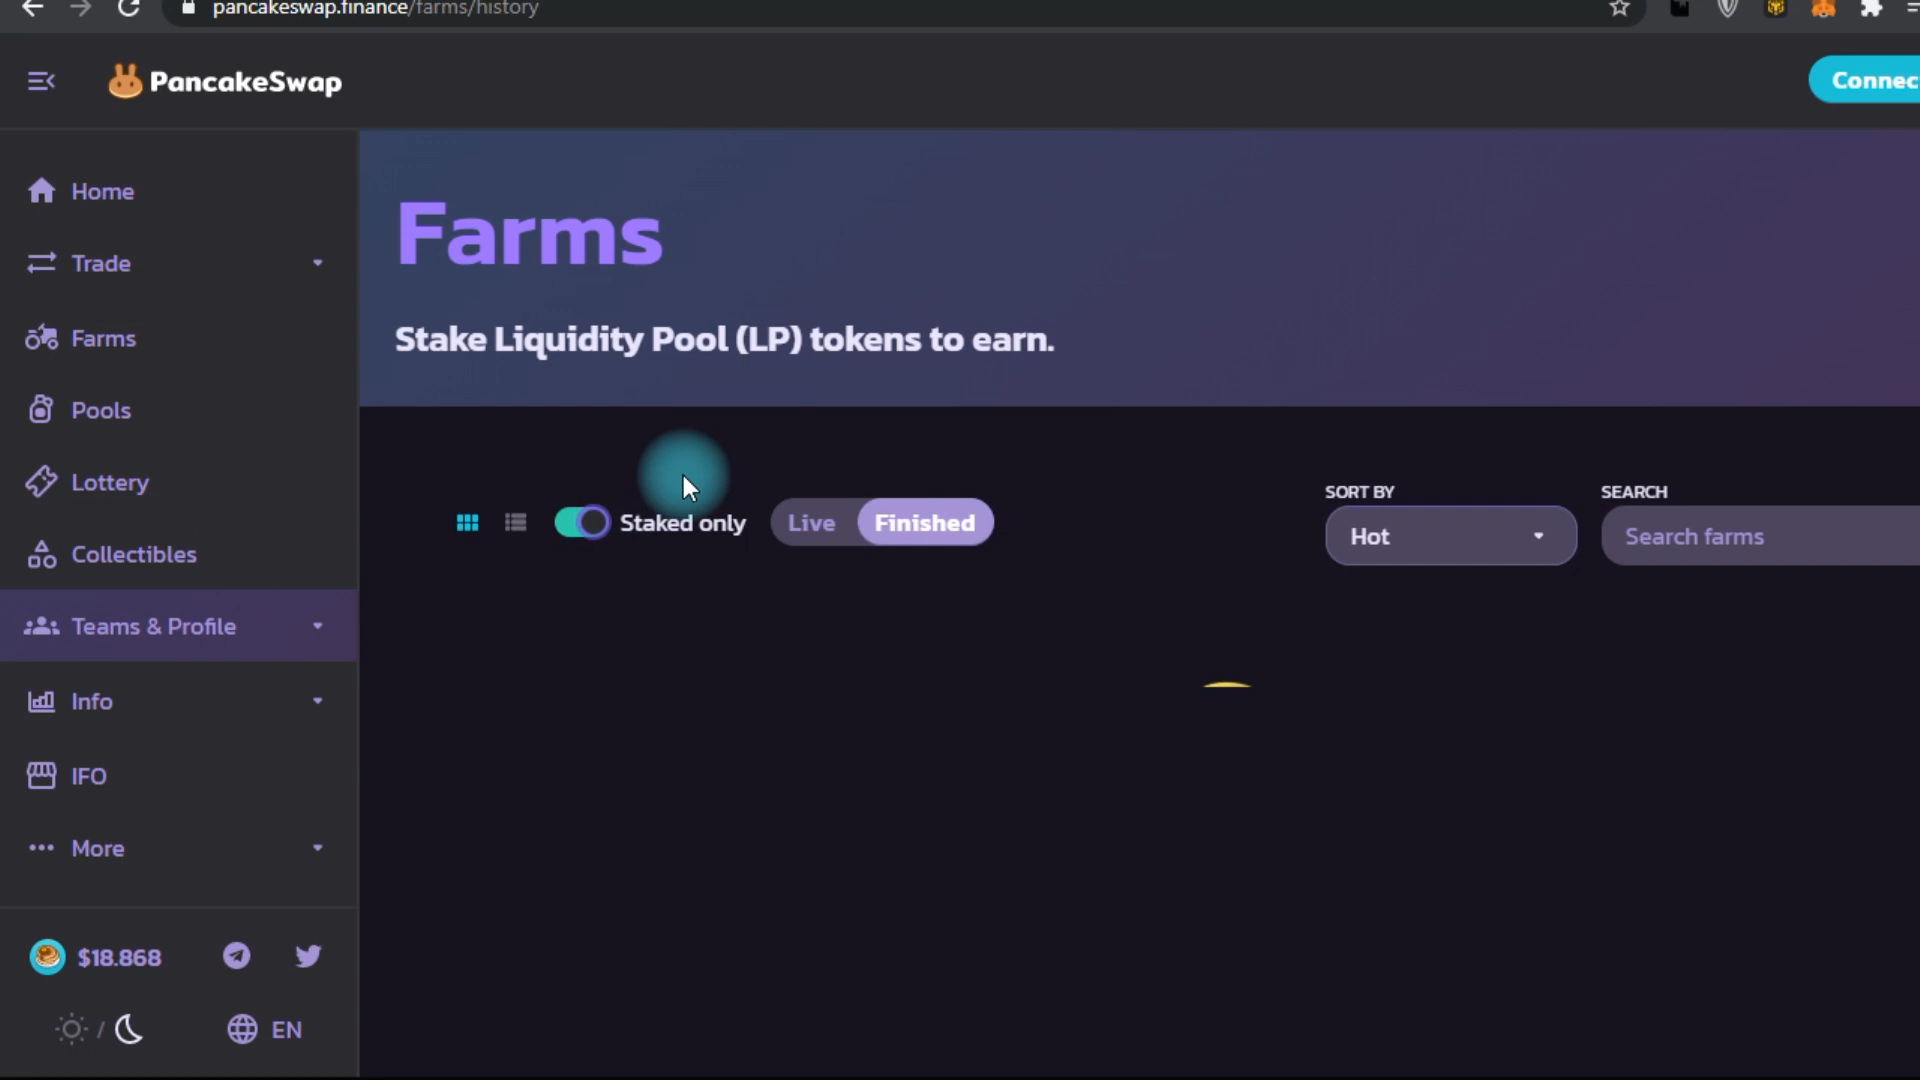 pancakeswap.finance/farms/history
PancakeSwap
Connec
Home
Trade
Farms
Pools
Lottery
Collectibles
Teams & Profile
Info
IFO
More
$18.868
/
EN
Farms
Stake Liquidity Pool (LP) tokens to earn.
Staked only
Live
Finished
SORT BY
Hot
SEARCH
Search farms